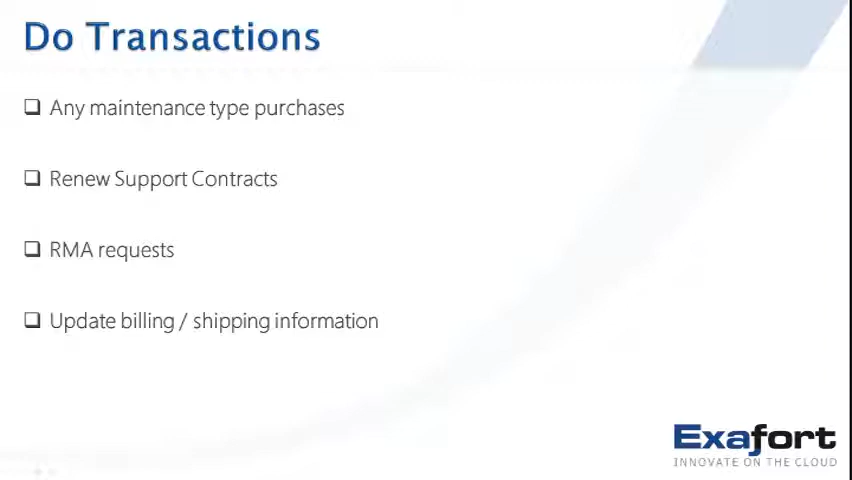 Do Transactions
Any maintenance type purchases
Renew Support Contracts
RMA requests
Update billing / shipping information
Exafort
INNOVATE ON THE CLOUD